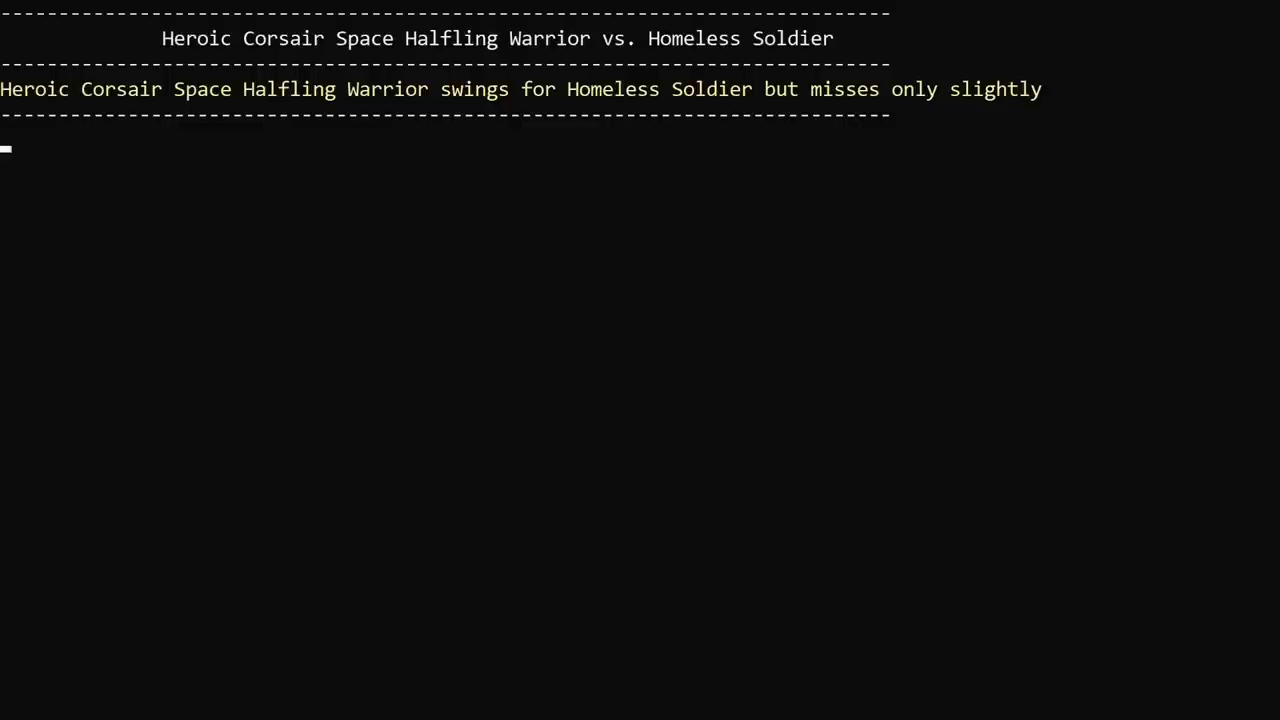 -----------------------------------------------------------------------------
Heroic Corsair Space Halfling Warrior vs. Homeless Soldier
-----------------------------------------------------------------------------
Heroic Corsair Space Halfling Warrior swings for Homeless Soldier but misses only slightly
-----------------------------------------------------------------------------